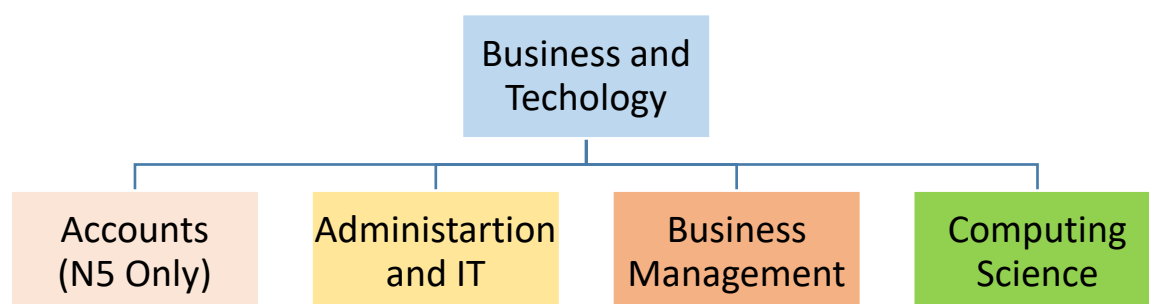 Business and
Techology
Accounts
(N5 Only)
Administartion
and IT
Business
Management
Computing
Science